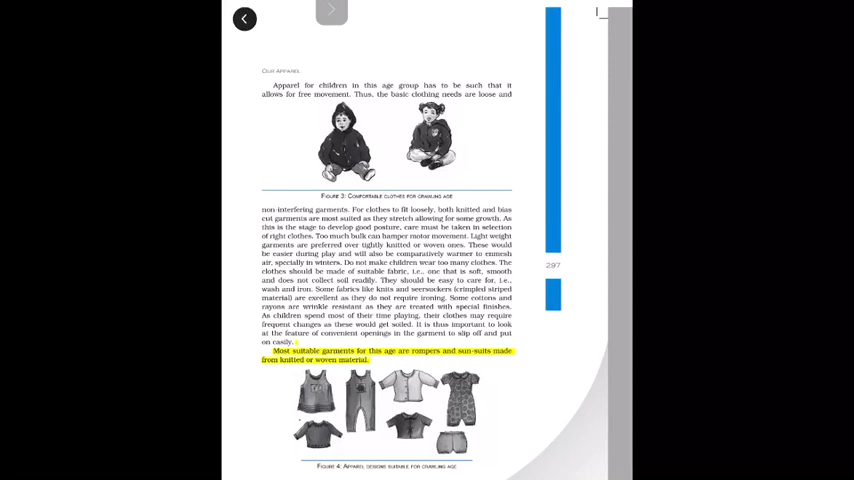 OUR APPAREL
Apparel for children in this age group has to be such that it
allows for free movement. Thus, the basic clothing needs are loose and
FIGURE 3: COMFORTABLE CLOTHES FOR CRAWLING AGE
non-interfering garments. For clothes to fit loosely, both knitted and bias
cut garments are most suited as they stretch allowing for some growth. As
this is the stage to develop good posture, care must be taken in selection
of right clothes. Too much bulk can hamper motor movement. Light weight
garments are preferred over tightly knitted or woven ones. These would
be easier during play and will also be comparatively warmer to enmesh
air, specially in winters. Do not make children wear too many clothes. The
clothes should be made of suitable fabric, i.e., one that is soft, smooth
and does not collect soil readily. They should be easy to care for, i.e.,
wash and iron. Some fabrics like knits and seersuckers (crimpled striped
material) are excellent as they do not require ironing. Some cottons and
rayons are wrinkle resistant as they are treated with special finishes.
As children spend most of their time playing, their clothes may require
frequent changes as these would get soiled. It is thus important to look
at the feature of convenient openings in the garment to slip off and put
on easily.
Most suitable garments for this age are rompers and sun-suits made
from knitted or woven material.
FIGURE 4: APPAREL DESIGNS SUITABLE FOR CRAWLING AGE
297